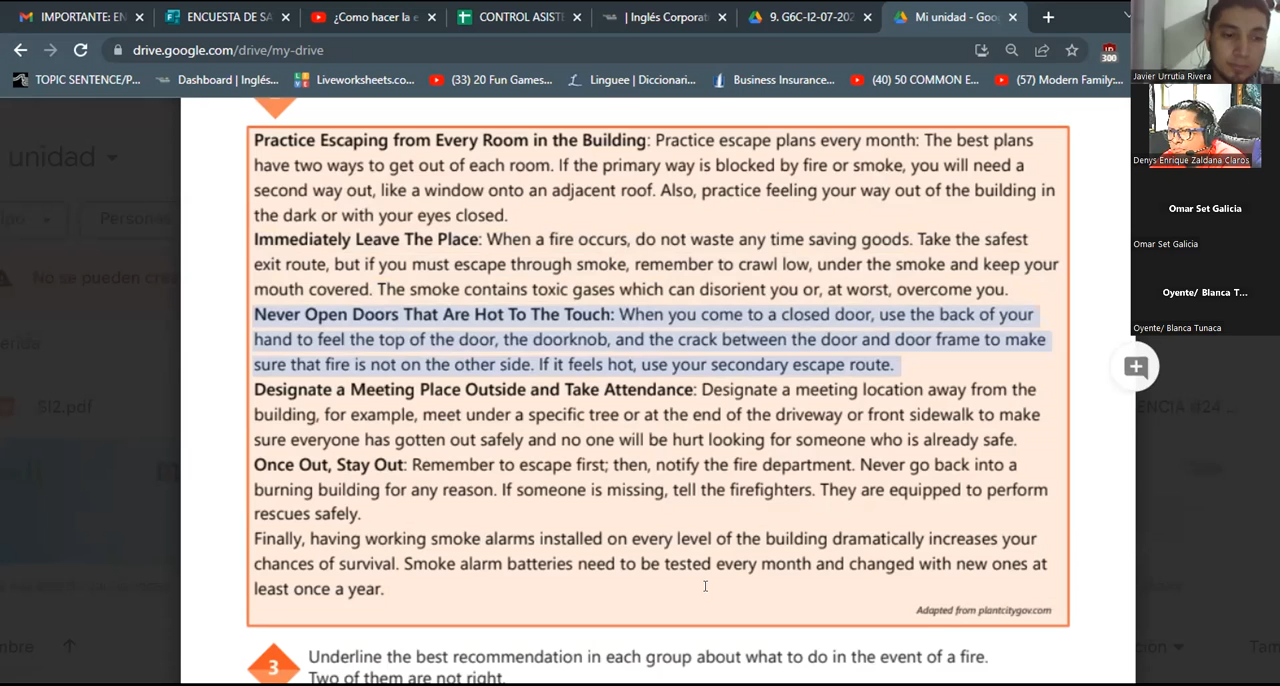 IMPORTANTE: EN
ENCUESTA DE SA
¿Como hacer la e
CONTROL ASIST
| Inglés Corporat
9. G6C-I2-07-202
Mi unidad - Goo
drive.google.com/drive/my-drive
300
TOPIC SENTENCE/P...
Dashboard | Inglés...
Liveworksheets.co...
(33) 20 Fun Games...
Linguee | Diccionari...
Business Insurance...
(40) 50 COMMON E...
(57) Modern Family:...
Javier Urrutia Rivera
Denys Enrique Zaldana Claros
Omar Set Galicia
Omar Set Galicia
Oyente/ Blanca T...
Oyente/ Blanca Tunaca
unidad
Persona
No se pueden crea
512.pdf
ENCIA #24
mbre
Practice Escaping from Every Room in the Building: Practice escape plans every month: The best plans
have two ways to get out of each room. If the primary way is blocked by fire or smoke, you will need a
second way out, like a window onto an adjacent roof. Also, practice feeling your way out of the building in
the dark or with your eyes closed.
Immediately Leave The Place: When a fire occurs, do not waste any time saving goods. Take the safest
exit route, but if you must escape through smoke, remember to crawl low, under the smoke and keep your
mouth covered. The smoke contains toxic gases which can disorient you or, at worst, overcome you.
Never Open Doors That Are Hot To The Touch: When you come to a closed door, use the back of your
hand to feel the top of the door, the doorknob, and the crack between the door and door frame to make
sure that fire is not on the other side. If it feels hot, use your secondary escape route.
Designate a Meeting Place Outside and Take Attendance: Designate a meeting location away from the
building, for example, meet under a specific tree or at the end of the driveway or front sidewalk to make
sure everyone has gotten out safely and no one will be hurt looking for someone who is already safe.
Once Out, Stay Out: Remember to escape first; then, notify the fire department. Never go back into a
burning building for any reason. If someone is missing, tell the firefighters. They are equipped to perform
rescues safely.
Finally, having working smoke alarms installed on every level of the building dramatically increases your
chances of survival. Smoke alarm batteries need to be tested every month and changed with new ones at
least once a year.
Adapted from plantcitygov.com
3
Underline the best recommendation in each group about what to do in the event of a fire.
Two of them are not right.